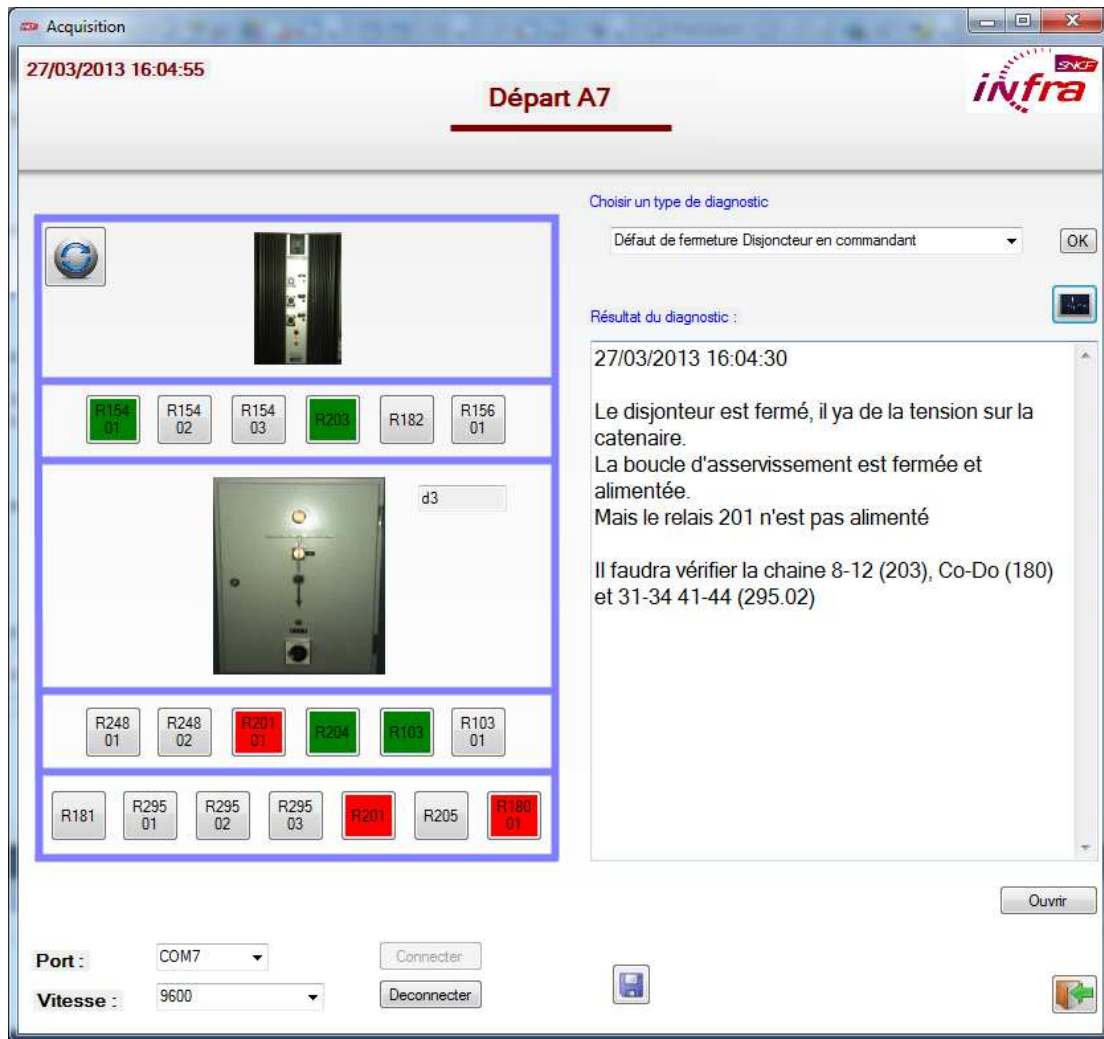 Acquisition
27/03/2013 16:04:55
Départ A7
SNCF
infra
Choisir un type de diagnostic
Défaut de fermeture Disjoncteur en commandant
OK
Résultat du diagnostic :
27/03/2013 16:04:30
Le disjonteur est fermé, il ya de la tension sur la
catenaire.
La boucle d'asservissement est fermée et
alimentée.
Mais le relais 201 n'est pas alimenté
Il faudra vérifier la chaine 8-12 (203), Co-Do (180)
et 31-34 41-44 (295.02)
R154 01
R154 02
R154 03
R203
R182
R156 01
d3
R248 01
R248 02
R201 01
R204
R103
R103 01
R181
R295 01
R295 02
R295 03
R201
R205
R180 01
Ouvrir
Port :
COM7
Connecter
Vitesse :
9600
Deconnecter